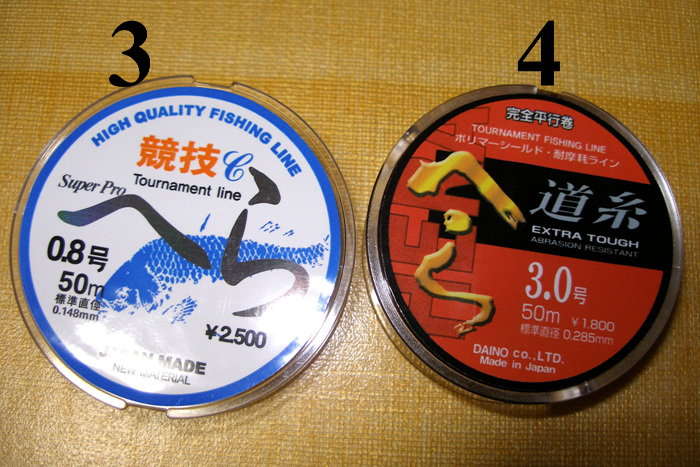 3
HIGH QUALITY FISHING LINE
競技 C
Tournament line
Super Pro
へら
0.8号
50m
標準直径
0.148mm
¥2.500
JAPAN MADE
NEW MATERIAL
4
完全平行巻
TOURNAMENT FISHING LINE
ポリマーシールド・耐摩耗ライン
へら
道糸
EXTRA TOUGH
ABRASION RESISTANT
3.0号
50m ¥1.800
標準直径 0.285mm
DAINO CO.,LTD.
Made in Japan